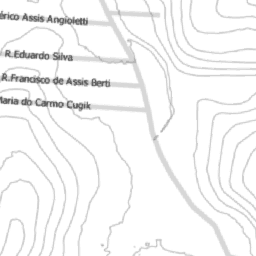 érico Assis Angioletti
R.Eduardo Silva
R.Francisco de Assis Berti
Maria do Carmo Cugik